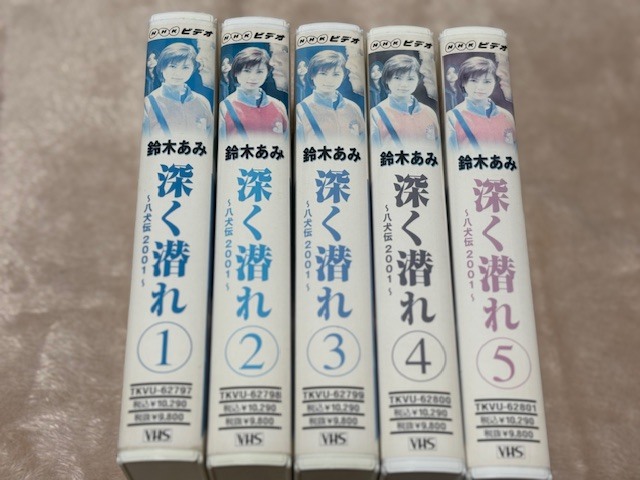 NHKビデオ
鈴木あみ
深く潜れ
～八犬伝2001～
1
TKVU-62797
税込¥10,290
税抜¥9,800
VHS
NHKビデオ
鈴木あみ
深く潜れ
～八犬伝2001～
2
TKVU-62798
税込¥10,290
税抜¥9,800
VHS
NHKビデオ
鈴木あみ
深く潜れ
～八犬伝2001～
3
TKVU-62799
税込¥10,290
税抜¥9,800
VHS
NHKビデオ
鈴木あみ
深く潜れ
～八犬伝2001～
4
TKVU-62800
税込¥10,290
税抜¥9,800
VHS
NHKビデオ
鈴木あみ
深く潜れ
～八犬伝2001～
5
TKVU-62801
税込¥10,290
税抜¥9,800
VHS